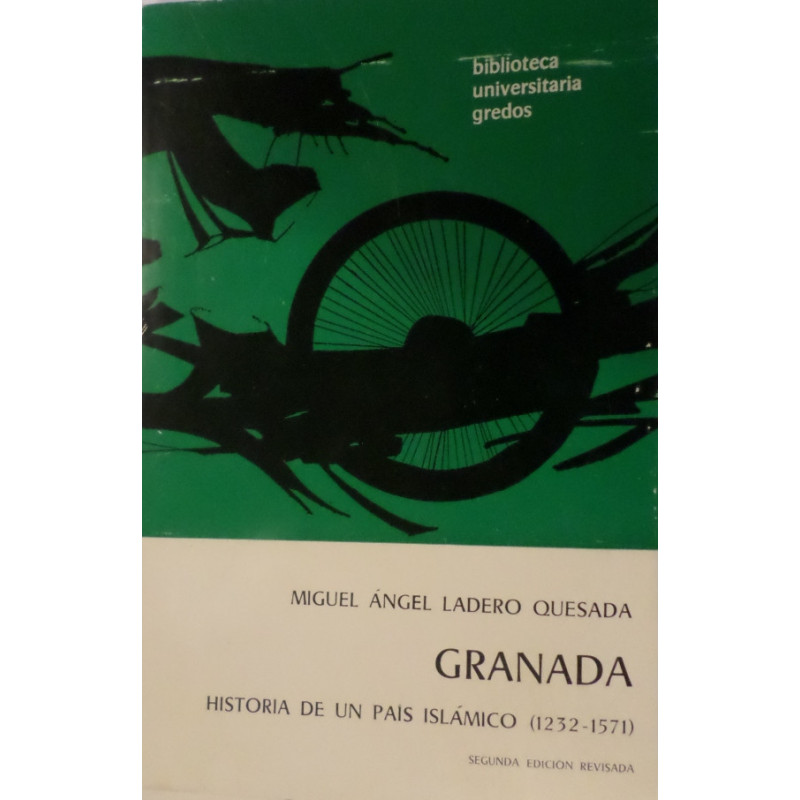 biblioteca
universitaria
gredos
MIGUEL ÁNGEL LADERO QUESADA
GRANADA
HISTORIA DE UN PAÍS ISLÁMICO (1232-1571)
SEGUNDA EDICIÓN REVISADA